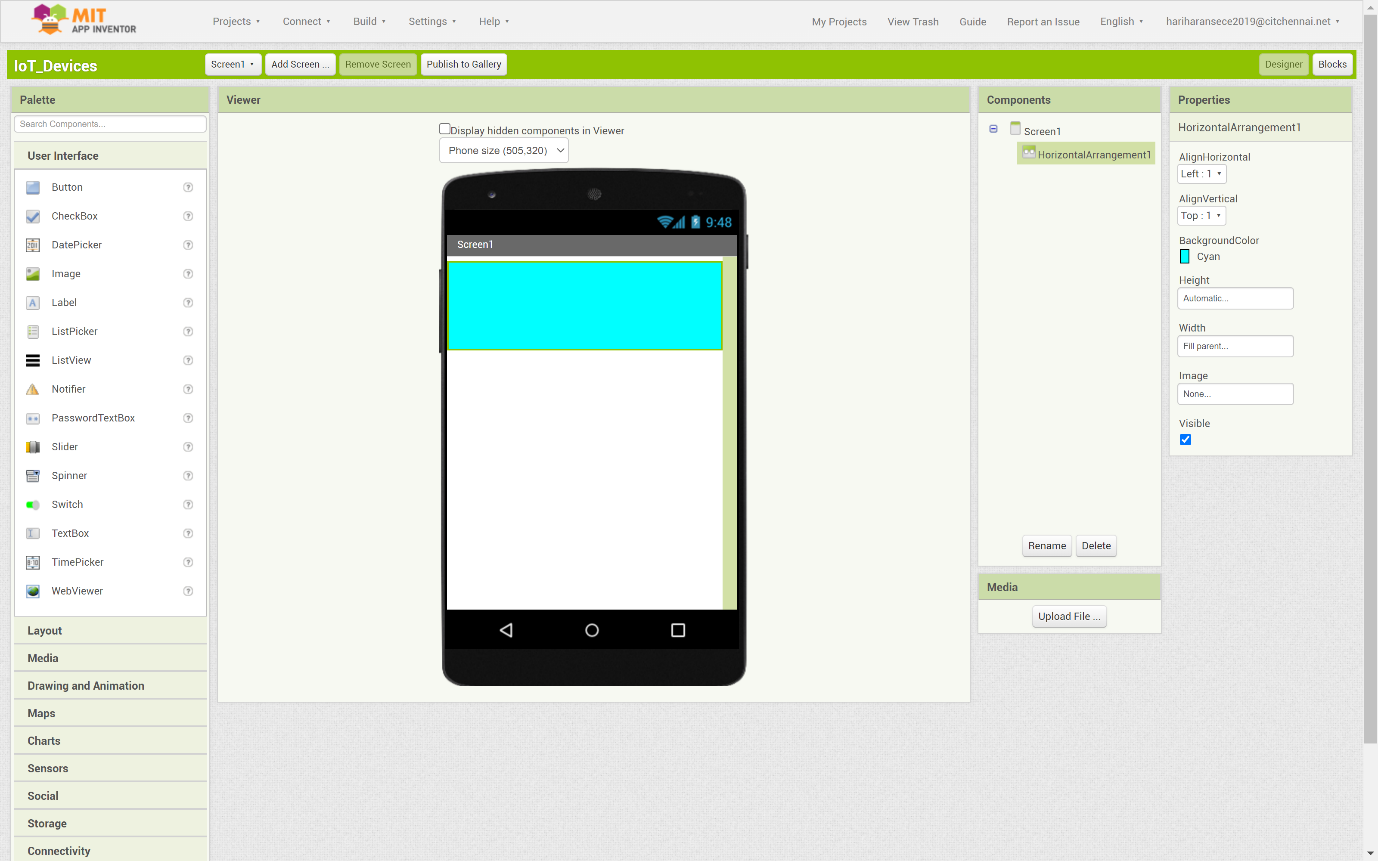 MIT
APP INVENTOR
Projects
Connect
Build
Settings
Help
My Projects
View Trash
Guide
Report an Issue
English
hariharansece2019@citchennai.net
IoT_Devices
Screen1
Add Screen ...
Remove Screen
Publish to Gallery
Designer
Blocks
Palette
Search Components...
User Interface
Button
?
CheckBox
?
DatePicker
?
Image
?
Label
?
ListPicker
?
ListView
?
Notifier
?
PasswordTextBox
?
Slider
?
Spinner
?
Switch
?
TextBox
?
TimePicker
?
WebViewer
?
Layout
Media
Drawing and Animation
Maps
Charts
Sensors
Social
Storage
Connectivity
Viewer
Display hidden components in Viewer
Phone size (505,320)
9:48
Screen1
Components
Screen1
HorizontalArrangement1
Rename
Delete
Media
Upload File ...
Properties
HorizontalArrangement1
AlignHorizontal
Left : 1
AlignVertical
Top : 1
BackgroundColor
Cyan
Height
Automatic...
Width
Fill parent...
Image
None...
Visible